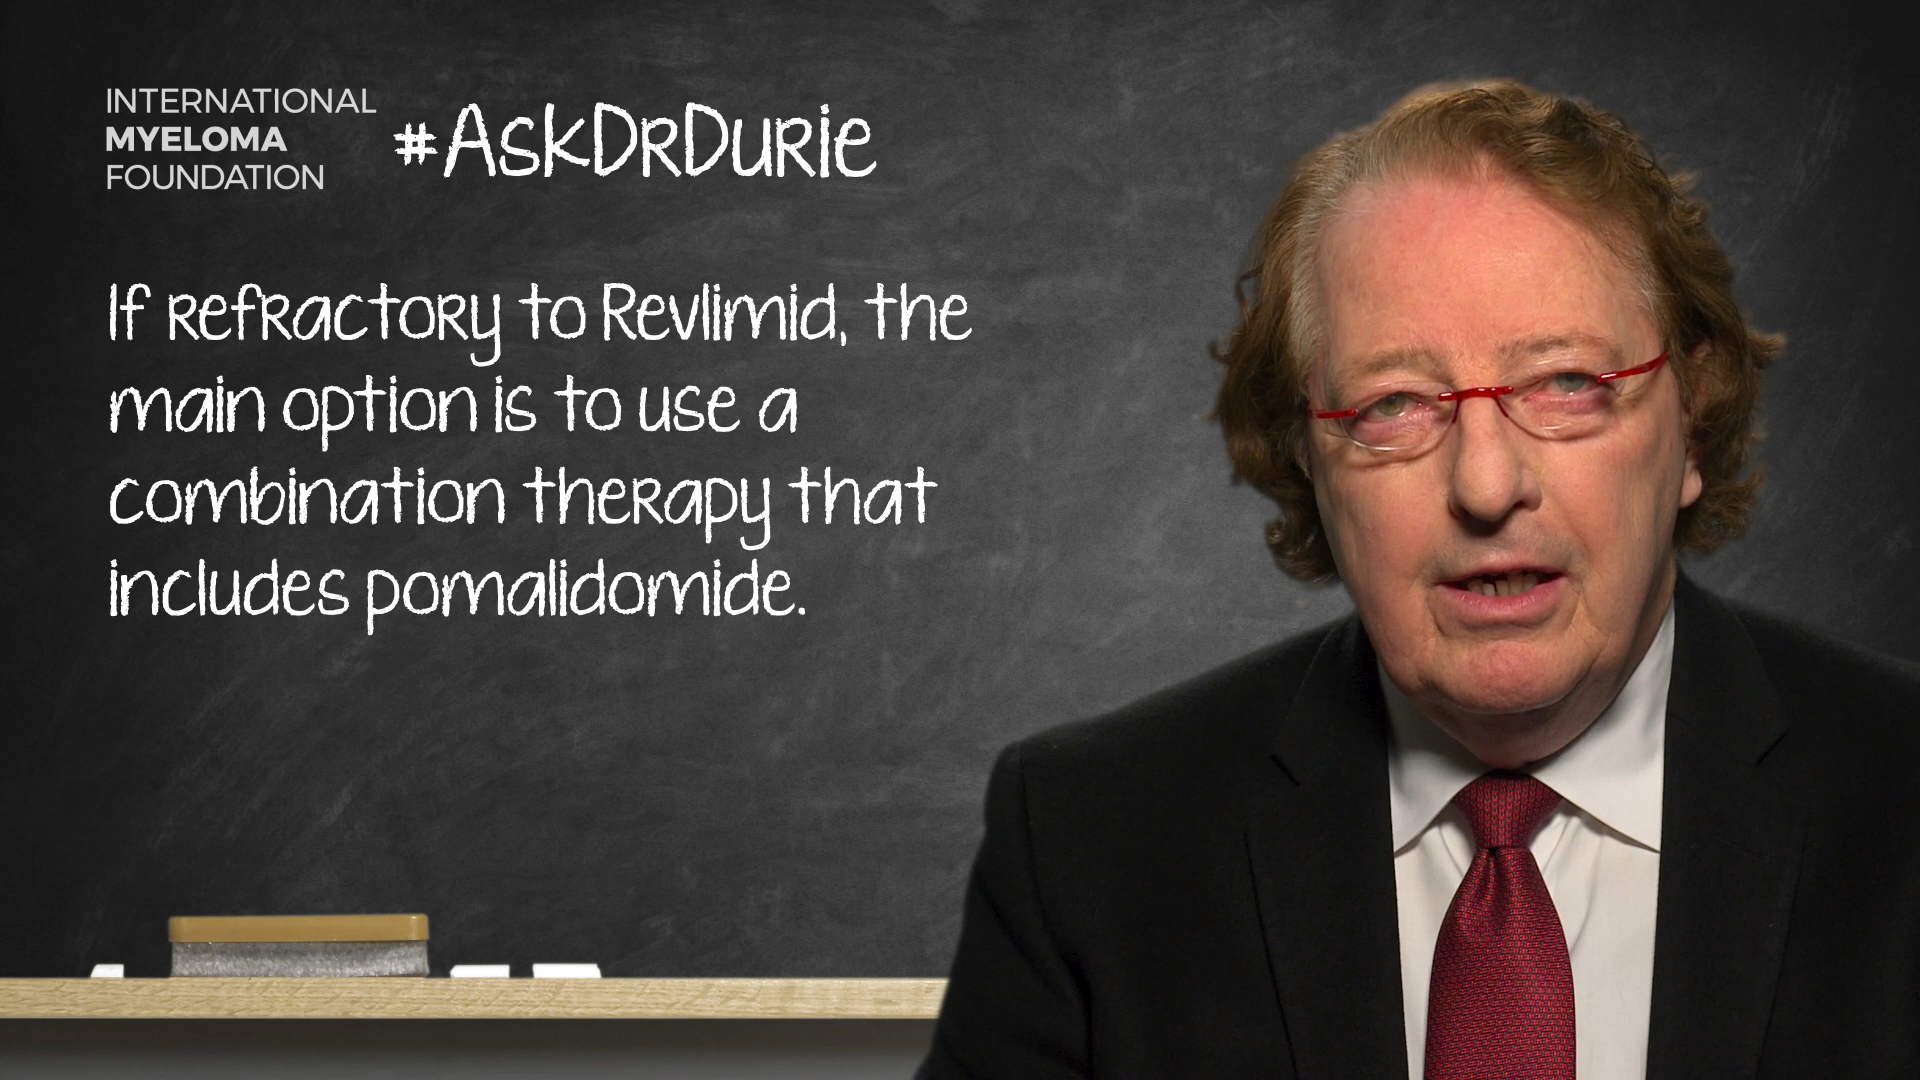 INTERNATIONAL
MYELOMA
FOUNDATION
#AskDrDurie
If refractory to Revlimid, the
main option is to use a
combination therapy that
includes pomalidomide.